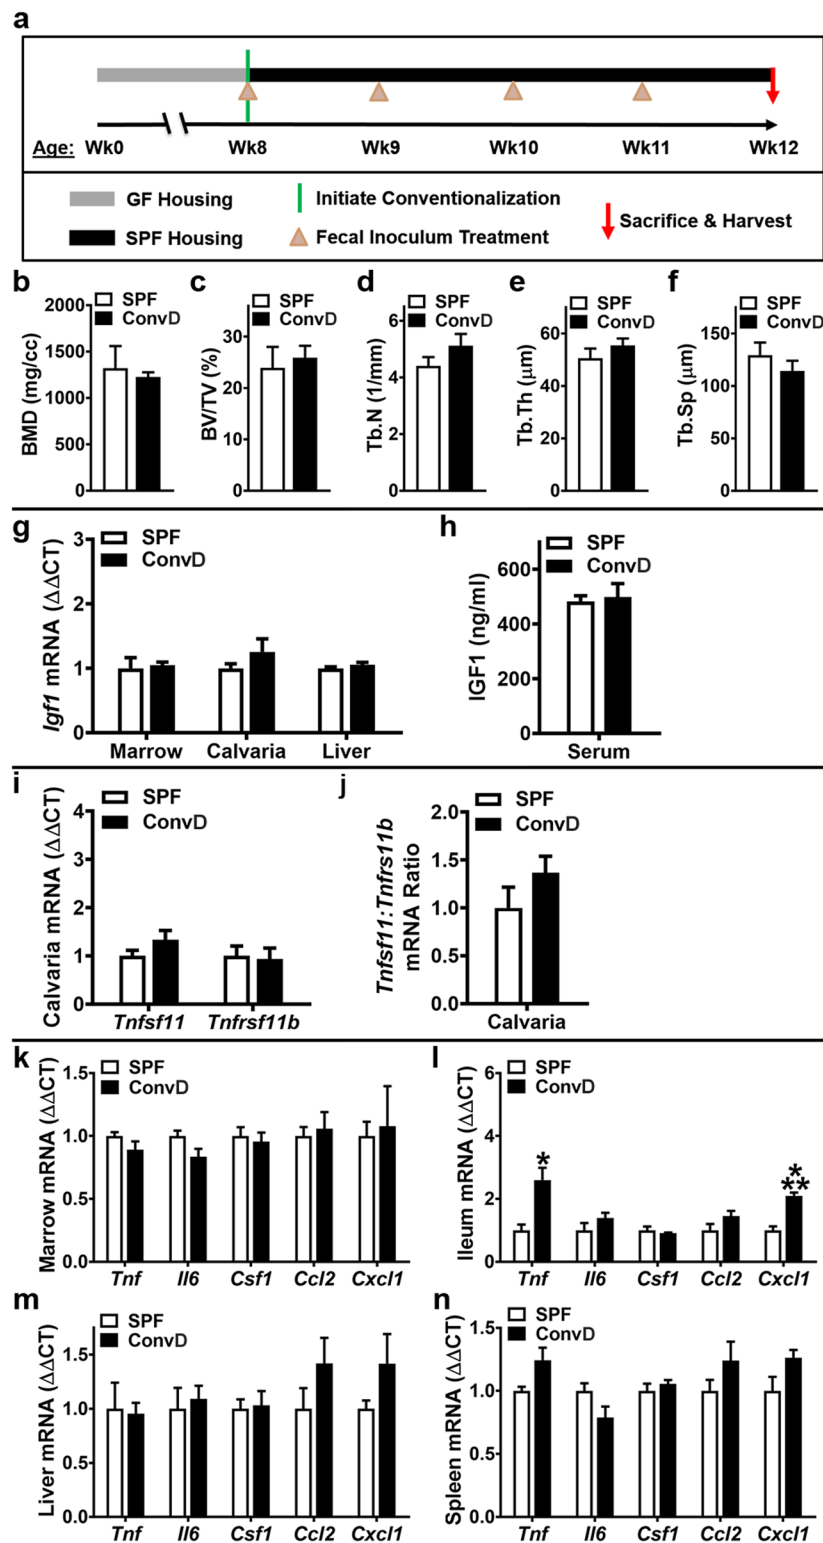 a
Age: Wk0 Wk8 Wk9 Wk10 Wk11 Wk12
GF Housing
Initiate Conventionalization
Sacrifice & Harvest
SPF Housing
Fecal Inoculum Treatment
b
BMD (mg/cc)
2000
1500
1000
500
0
SPF
ConvD
c
BV/TV (%)
30
20
10
0
SPF
ConvD
d
Tb.N (1/mm)
6
4
2
0
SPF
ConvD
e
Tb.Th (μm)
60
40
20
0
SPF
ConvD
f
Tb.Sp (μm)
150
100
50
0
SPF
ConvD
g
Igf1 mRNA (ΔΔCT)
3
2
1
0
SPF
ConvD
Marrow Calvaria Liver
h
IGF1 (ng/ml)
600
400
200
0
SPF
ConvD
Serum
i
Calvaria mRNA (ΔΔCT)
4
3
2
1
0
SPF
ConvD
Tnfsf11 Tnfrsf11b
j
Tnfsf11:Tnfrs11b
mRNA Ratio
2.0
1.5
1.0
0.5
0.0
SPF
ConvD
Calvaria
k
Marrow mRNA (ΔΔCT)
1.5
1.0
0.5
0.0
SPF
ConvD
Tnf Il6 Csf1 Ccl2 Cxcl1
l
Ileum mRNA (ΔΔCT)
6
4
2
0
SPF
ConvD
*
*
**
Tnf Il6 Csf1 Ccl2 Cxcl1
m
Liver mRNA (ΔΔCT)
1.5
1.0
0.5
0.0
SPF
ConvD
Tnf Il6 Csf1 Ccl2 Cxcl1
n
Spleen mRNA (ΔΔCT)
1.5
1.0
0.5
0.0
SPF
ConvD
Tnf Il6 Csf1 Ccl2 Cxcl1